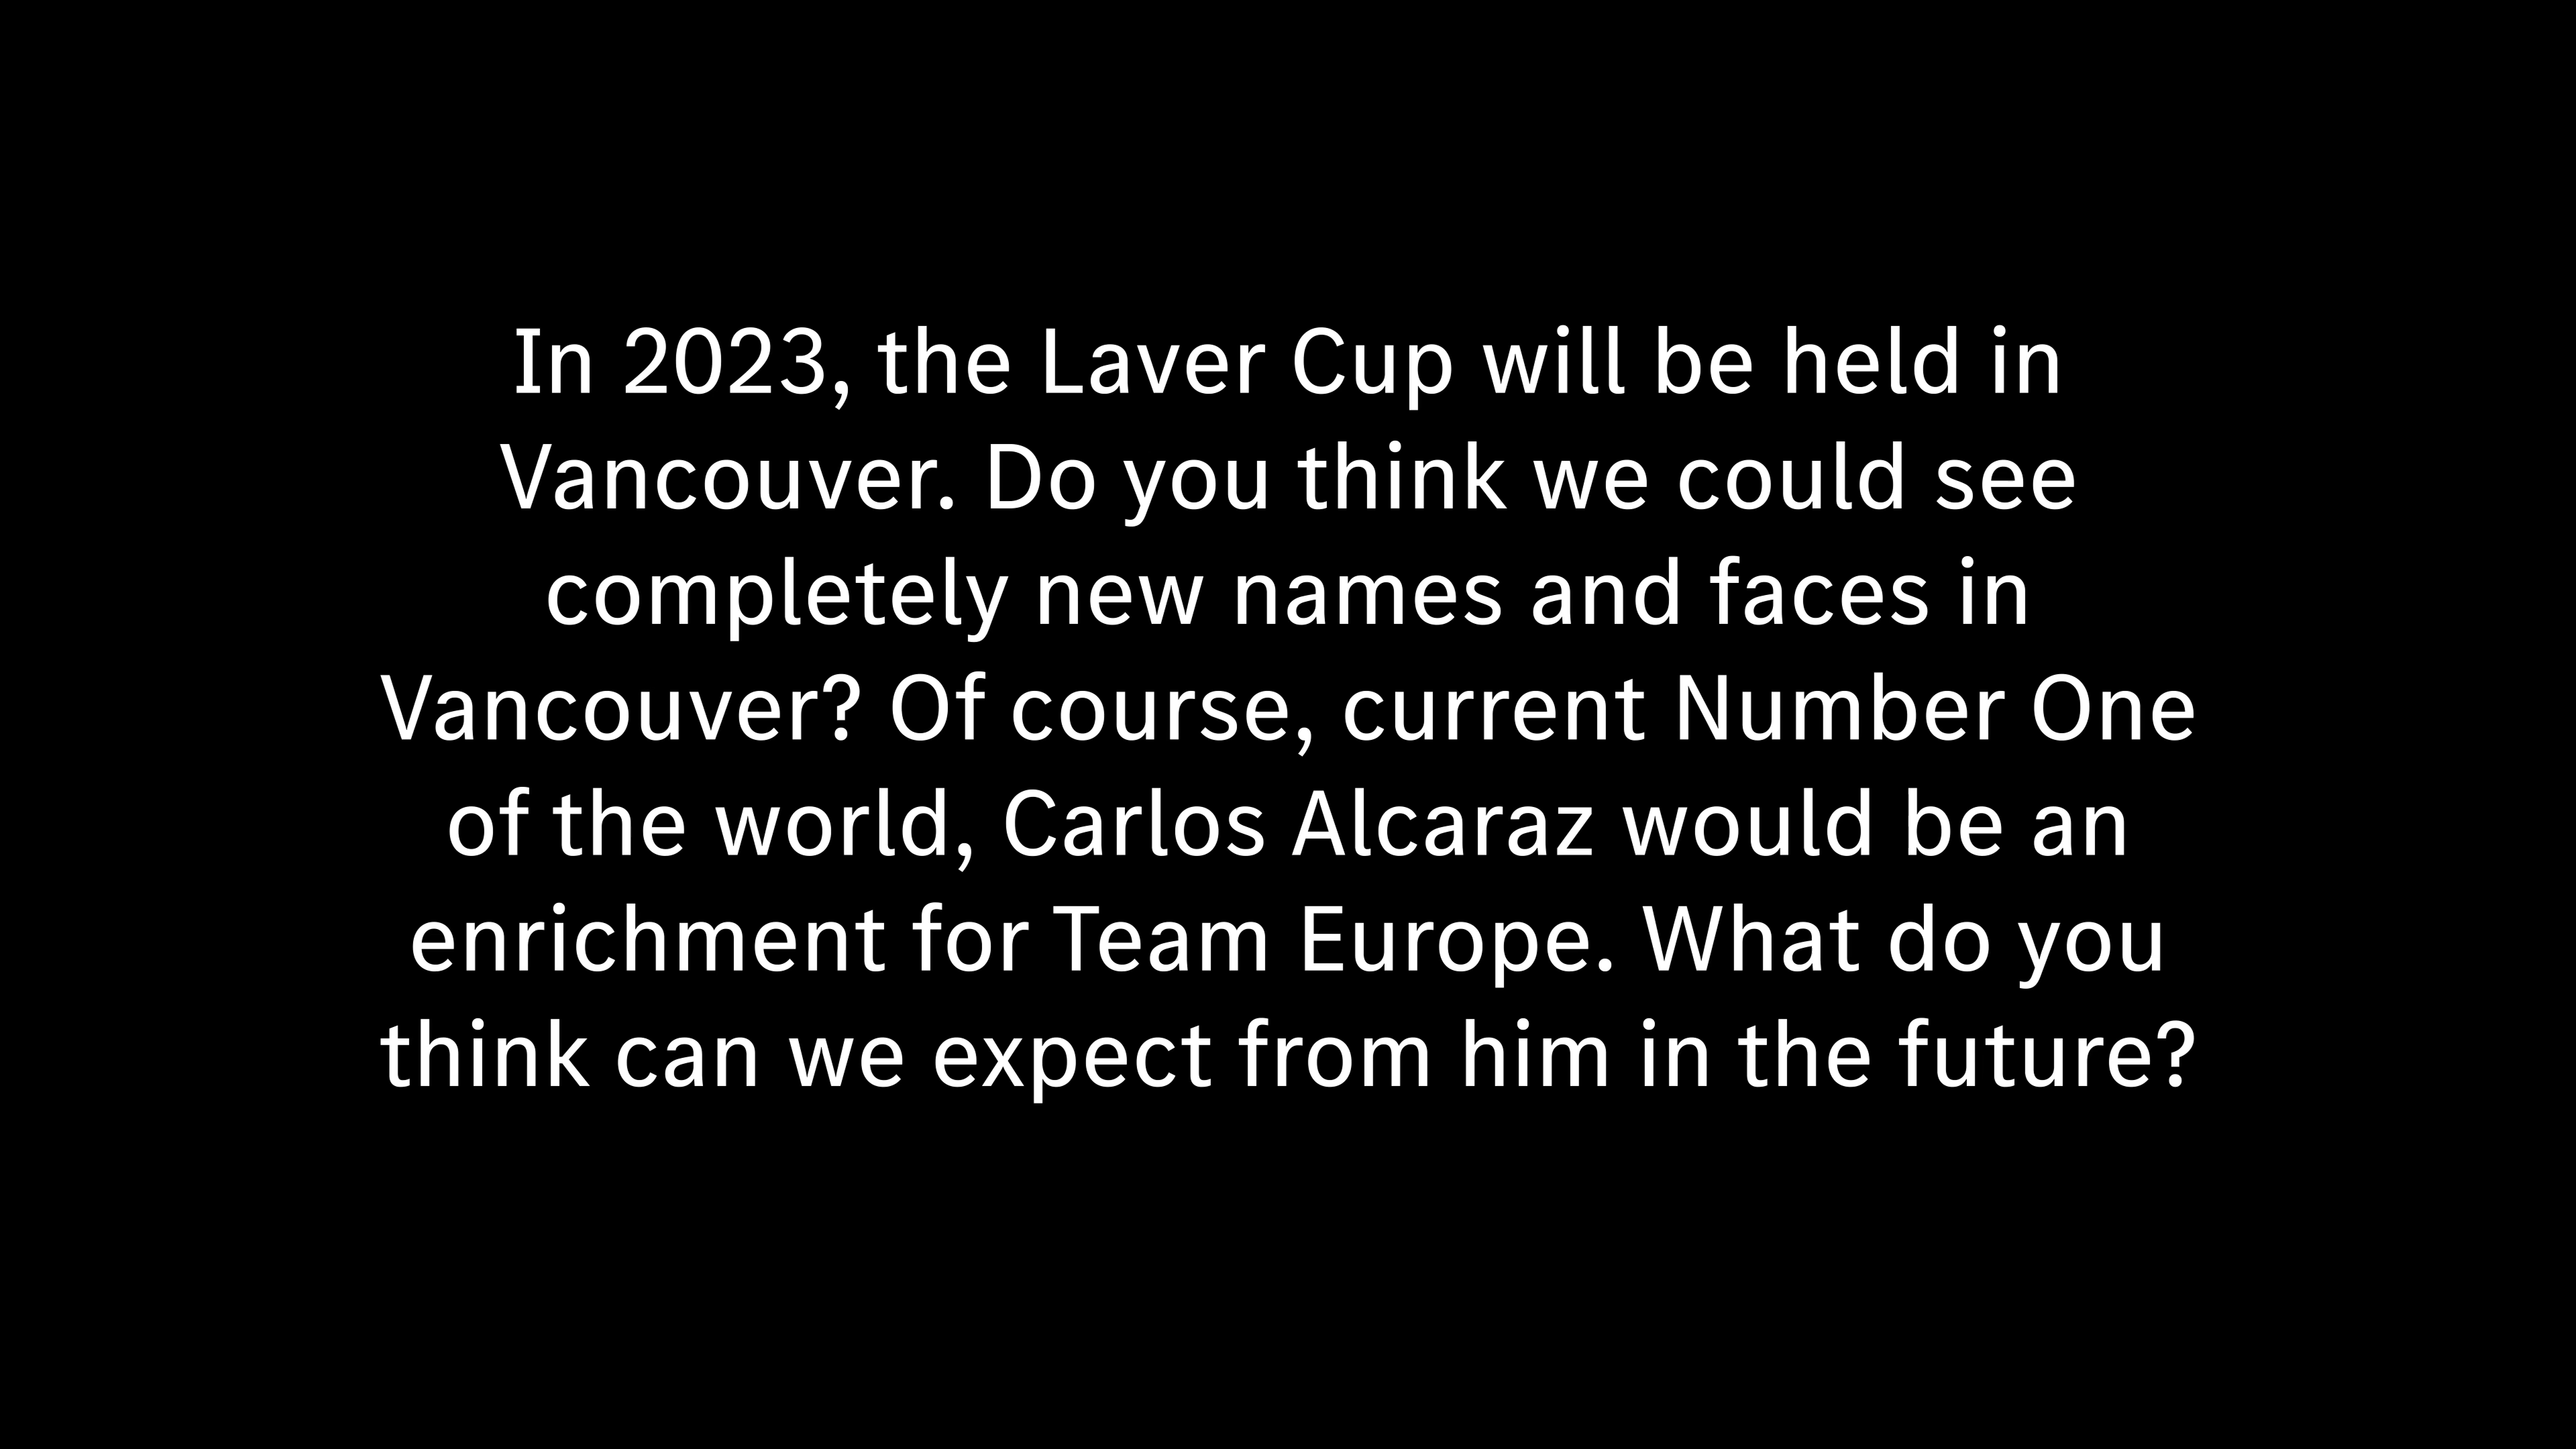 In 2023, the Laver Cup will be held in
Vancouver. Do you think we could see
completely new names and faces in
Vancouver? Of course, current Number One
of the world, Carlos Alcaraz would be an
enrichment for Team Europe. What do you
think can we expect from him in the future?